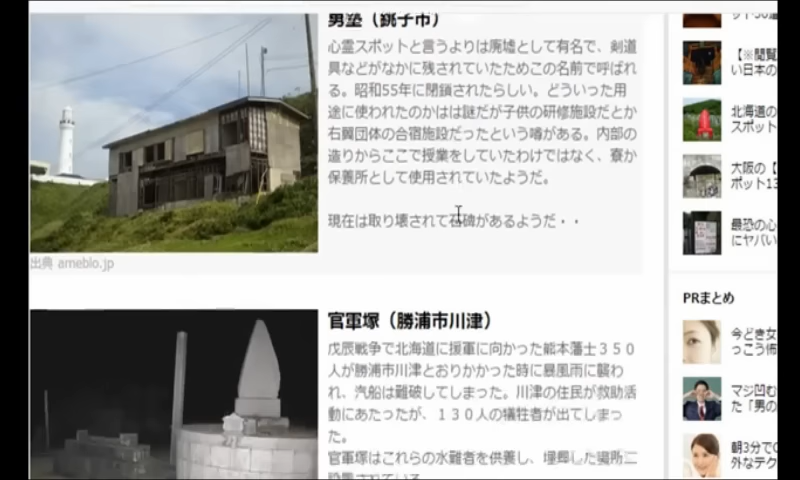 男塾（銚子市）
心霊スポットと言うよりは廃墟として有名で、剣道
具などがなかに残されていたためこの名前で呼ばれ
る。昭和55年に閉鎖されたらしい。どういった用
途に使われたのかはは謎だが子供の研修施設だとか
右翼団体の合宿施設だったという噂がある。内部の
造りからここで授業をしていたわけではなく、寮か
保養所として使用されていたようだ。
現在は取り壊されて石碑があるようだ・・
出典 ameblo.jp
官軍塚（勝浦市川津）
戊辰戦争で北海道に援軍に向かった熊本藩士３５０
人が勝浦市川津とおりかかった時に暴風雨に襲わ
れ、汽船は難破してしまった。川津の住民が救助活
動にあたったが、１３０人の犠牲者が出てしまっ
た。
官軍塚はこれらの水難者を供養し、埋葬した場所に
【※閲覧
い日本の
北海道の
スポット
大阪の【
ポット13
最恐の心
にヤバい
PRまとめ
今どき女
っこう怖
マジ凹む
た「男の
朝3分で
外なテク